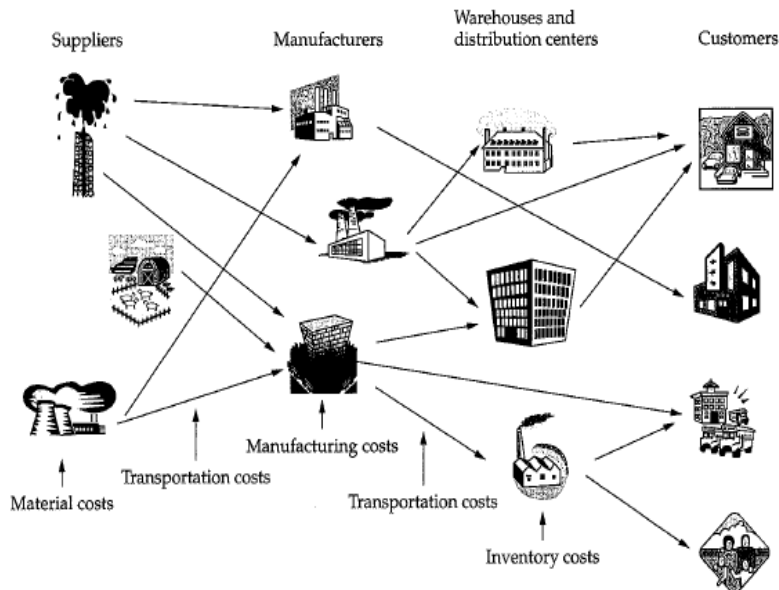 Suppliers
Manufacturers
Warehouses and
distribution centers
Customers
Material costs
Transportation costs
Manufacturing costs
Transportation costs
Inventory costs